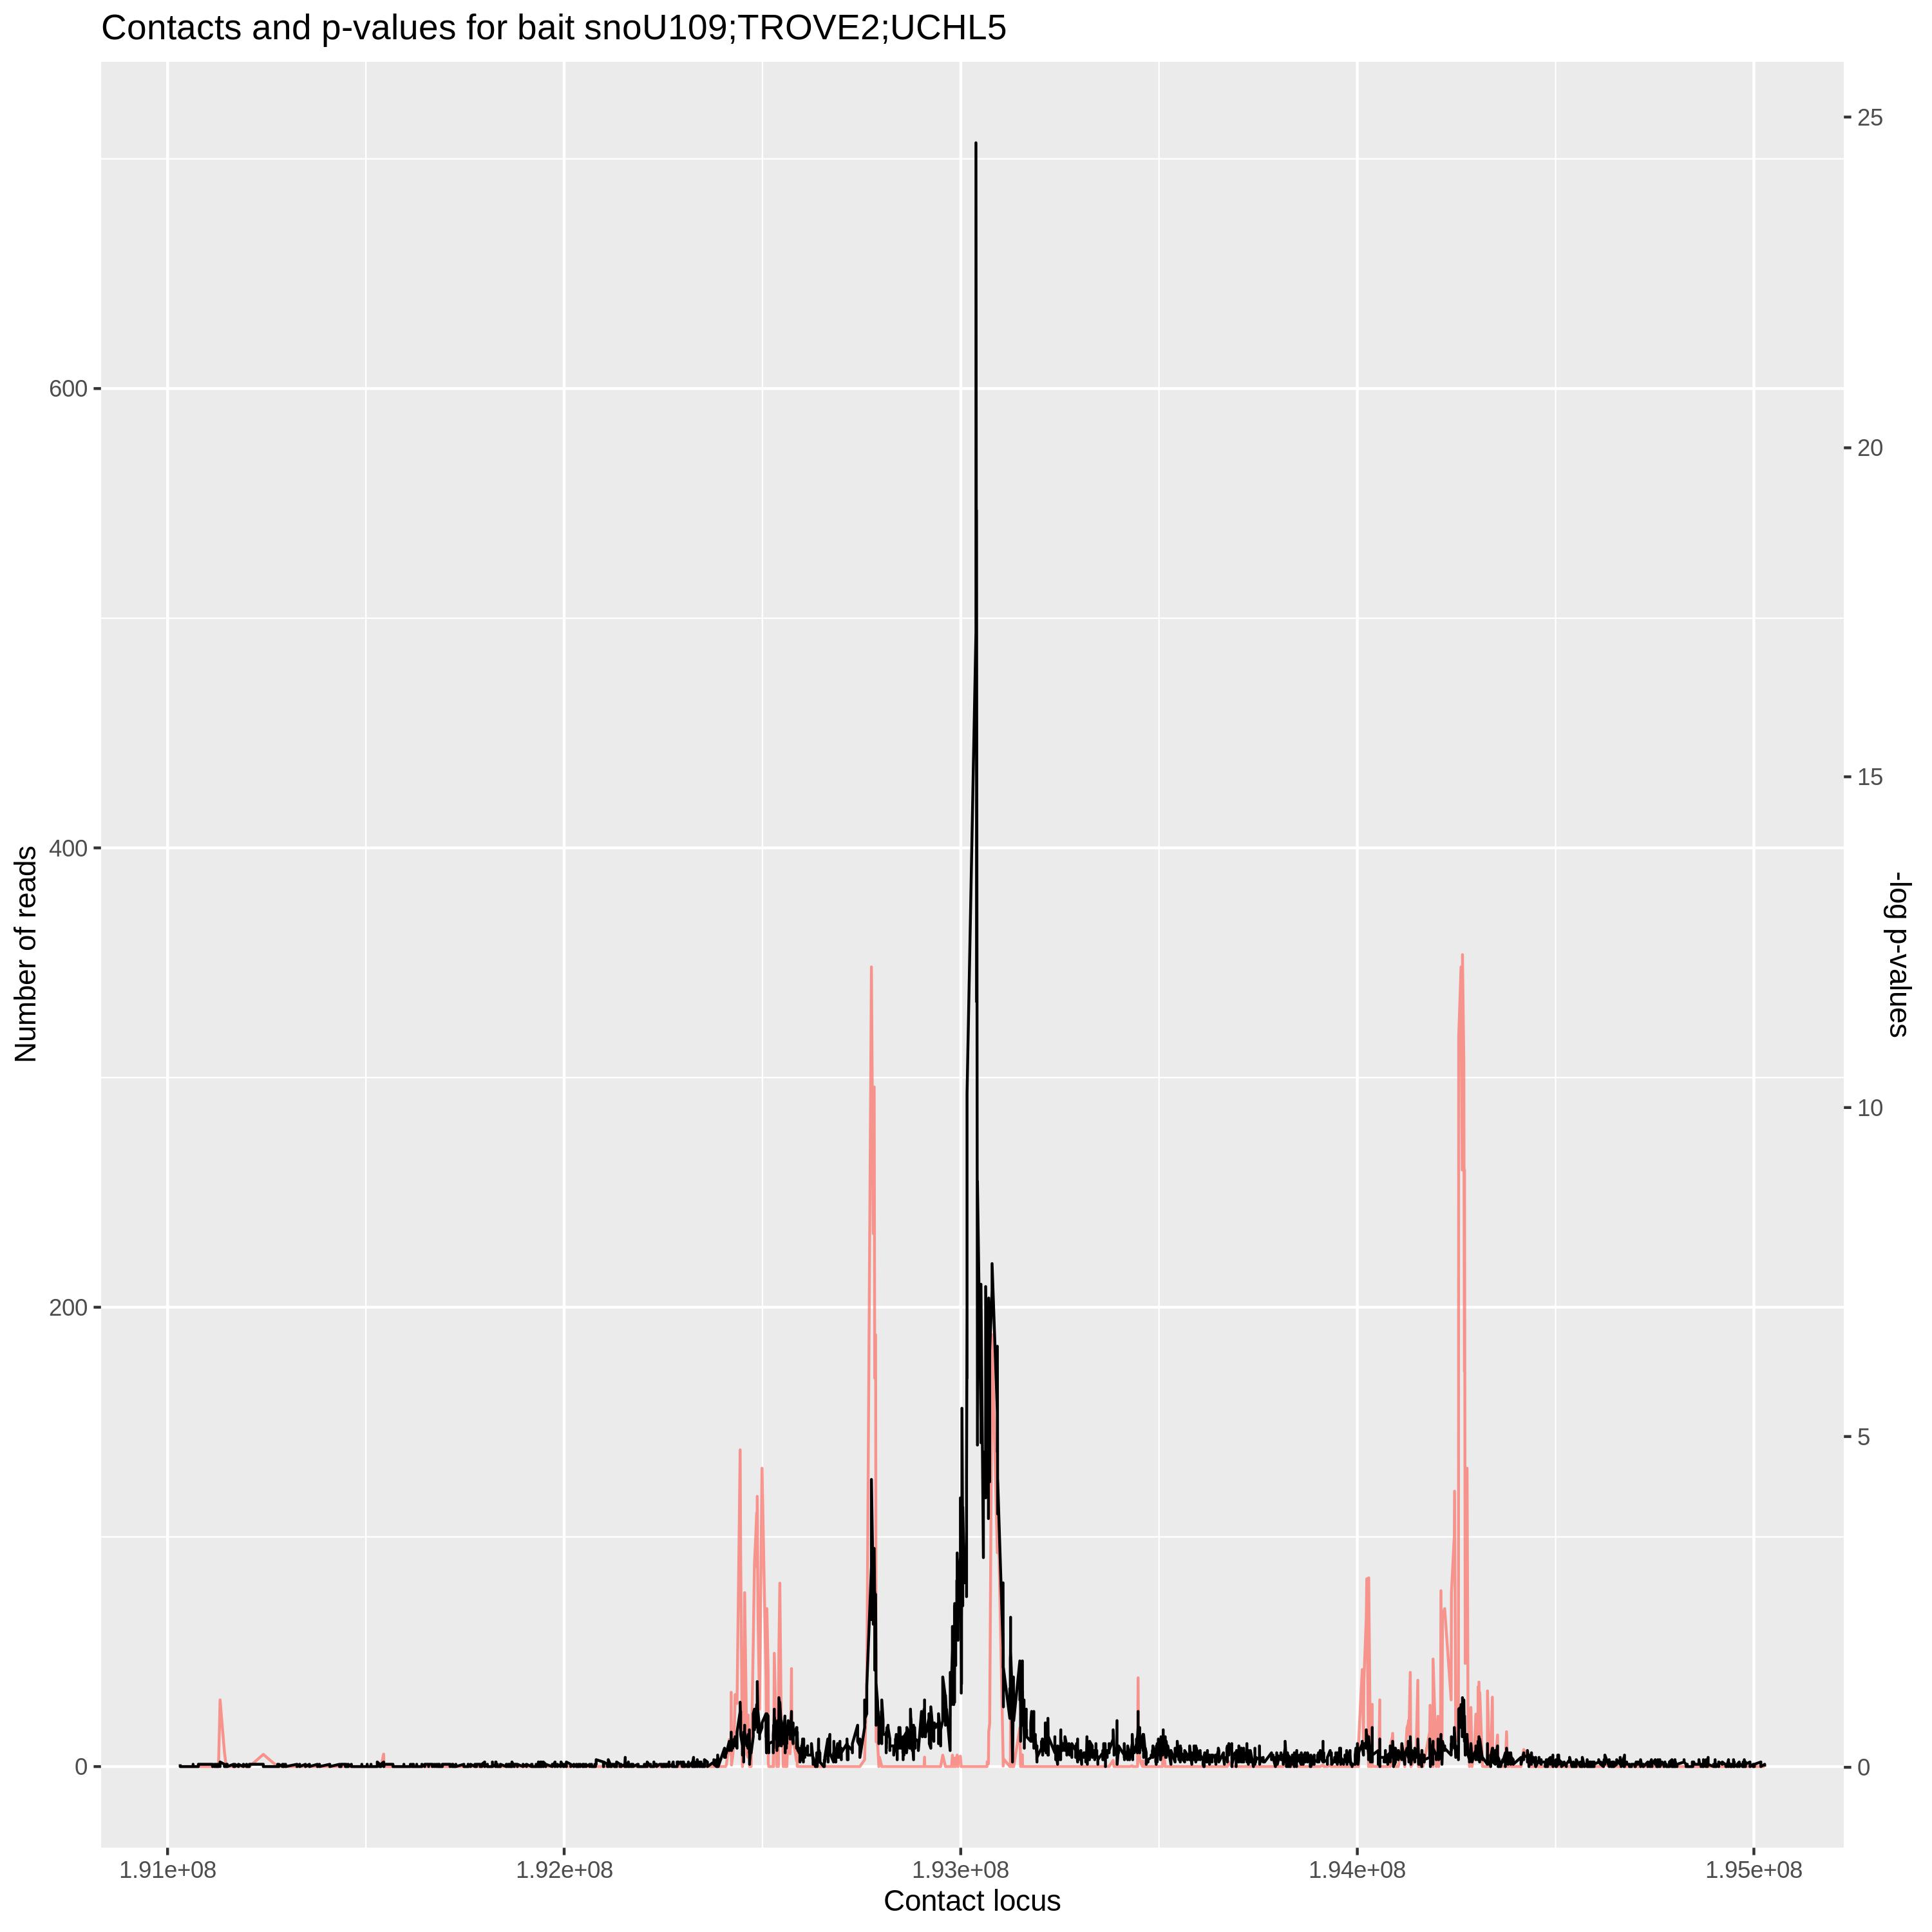 Contacts and p-values for bait snoU109;TROVE2;UCHL5
25
20
15
10
5
0
-log p-values
600
400
200
0
Number of reads
1.91e+08 1.92e+08 1.93e+08 1.94e+08 1.95e+08
Contact locus